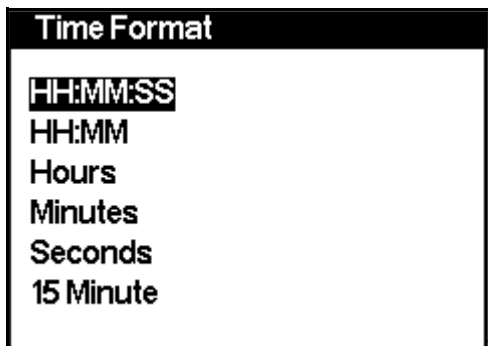 Time Format
HH:MM:SS
HH:MM
Hours
Minutes
Seconds
15 Minute